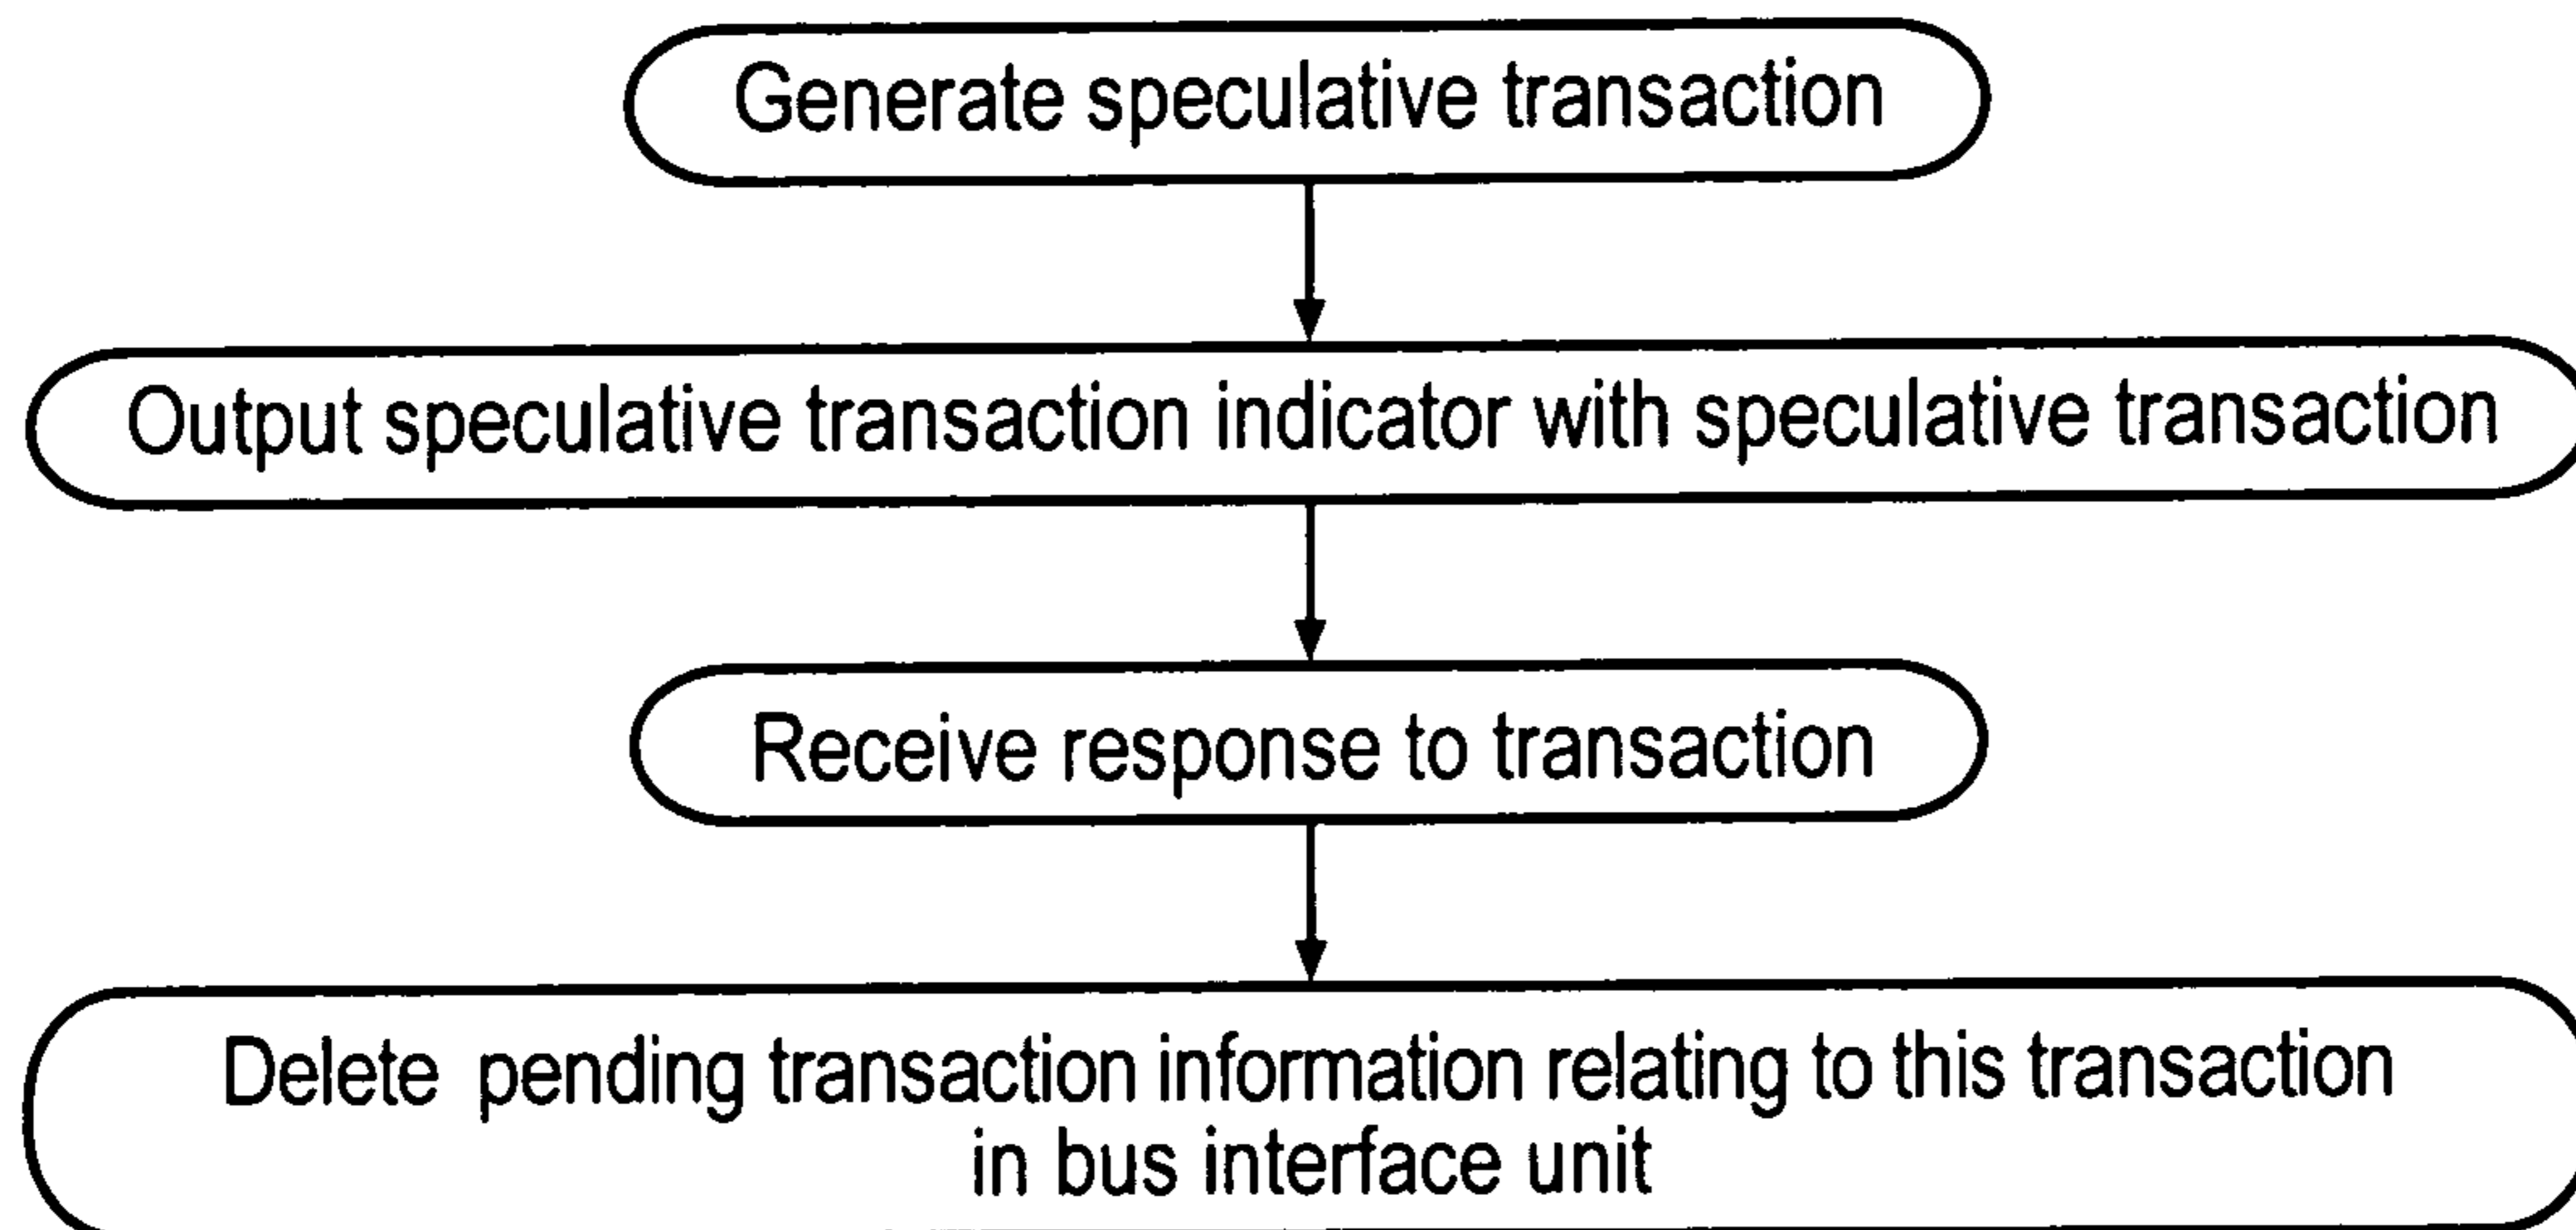 Generate speculative transaction
Output speculative transaction indicator with speculative transaction
Receive response to transaction
Delete pending transaction information relating to this transaction
in bus interface unit